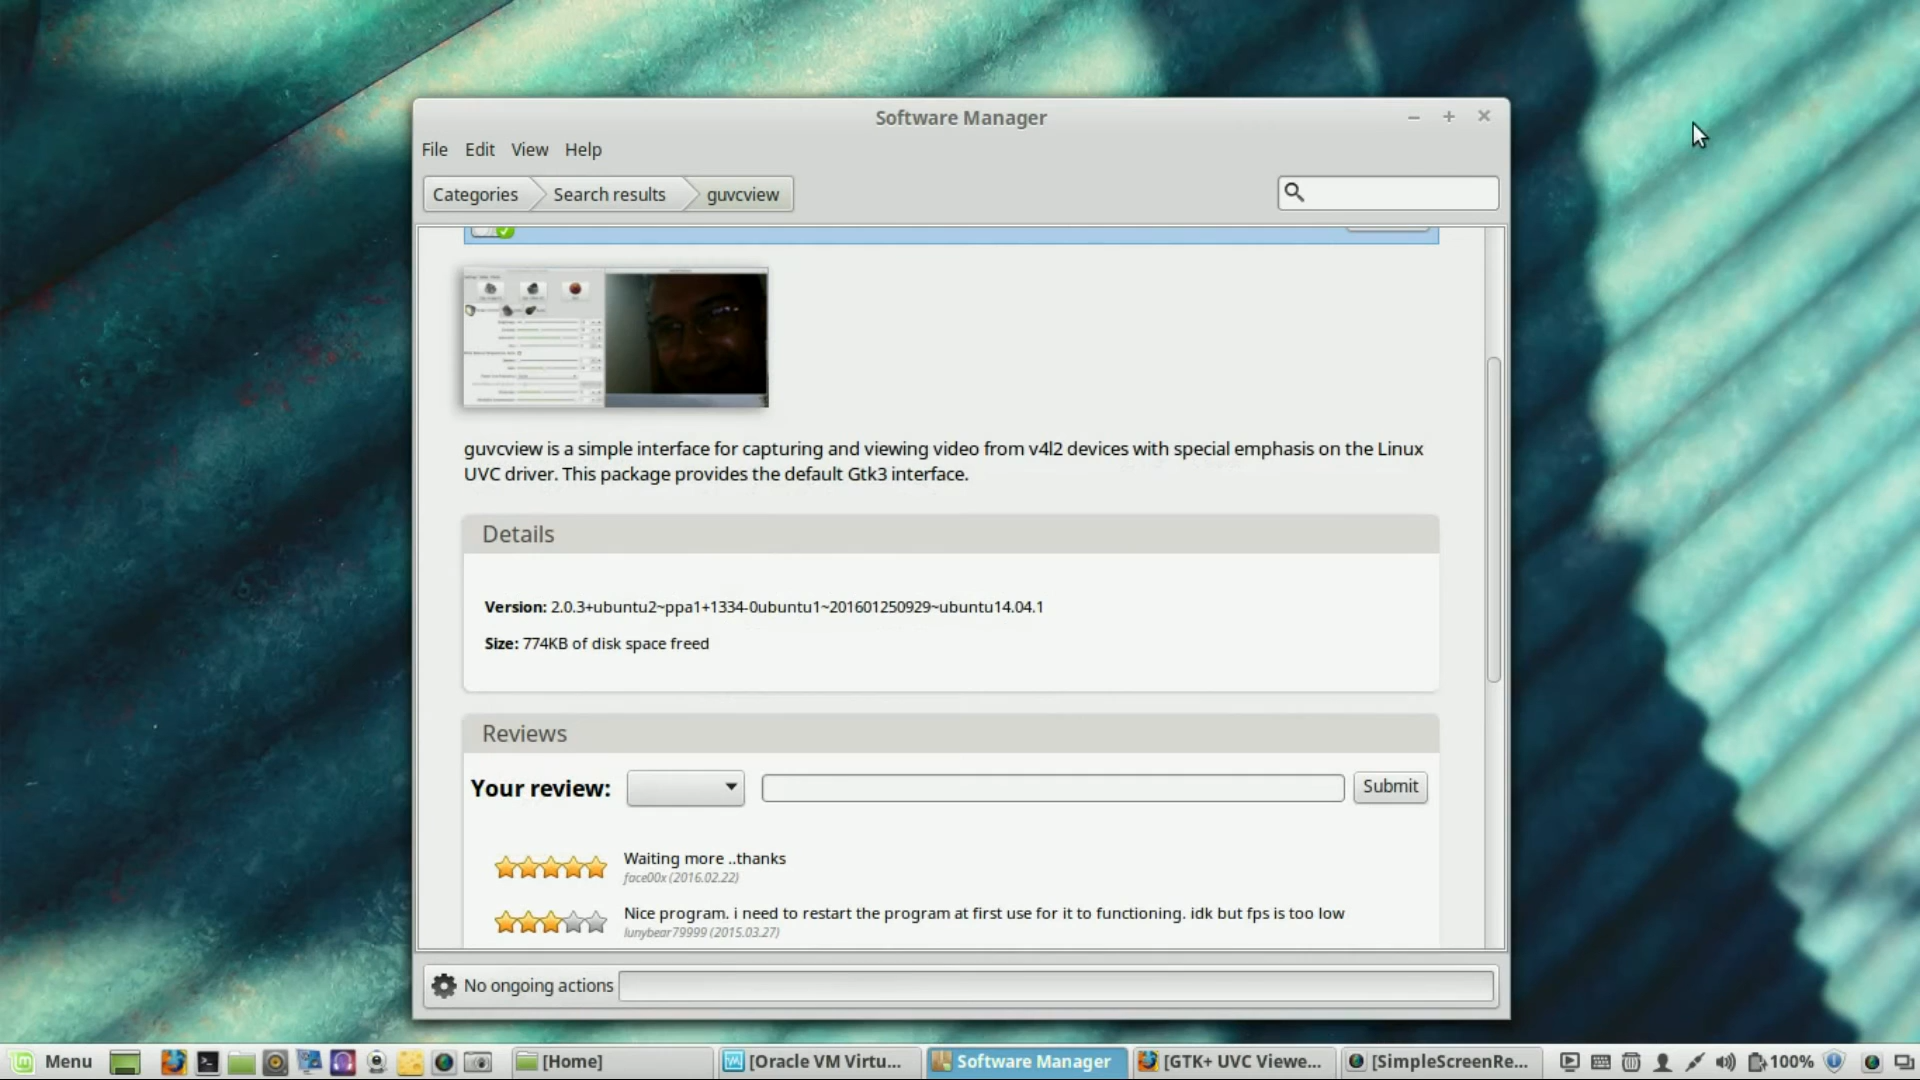 Software Manager
File Edit View Help
Categories Search results guvcview
guvcview is a simple interface for capturing and viewing video from v4l2 devices with special emphasis on the Linux
UVC driver. This package provides the default Gtk3 interface.
Details
Version: 2.0.3+ubuntu2~ppa1+1334-0ubuntu1~201601250929~ubuntu14.04.1
Size: 774KB of disk space freed
Reviews
Your review: Submit
Waiting more ..thanks
face00x (2016.02.22)
Nice program. i need to restart the program at first use for it to functioning. idk but fps is too low
lunybear79999 (2015.03.27)
No ongoing actions
Menu [Home] [Oracle VM Virtu... Software Manager [GTK+ UVC Viewe... [SimpleScreenRe... 100%